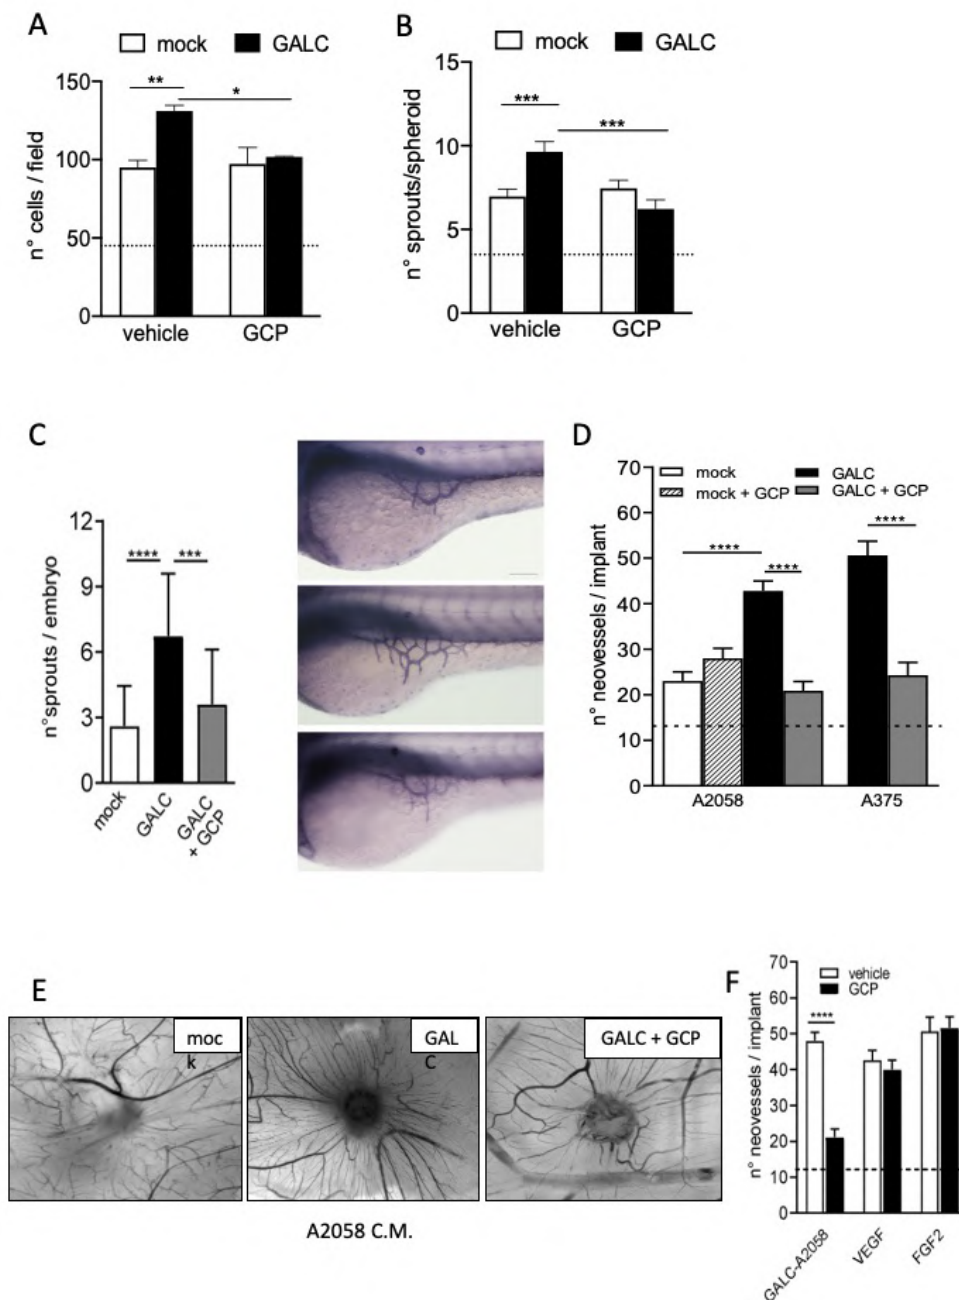 A
mock GALC
150
100
50
0
n° cells / field
**
*
vehicle GCP
B
mock GALC
15
10
5
0
n° sprouts/spheroid
***
***
vehicle GCP
C
12
9
6
3
0
n°sprouts / embryo
**** ***
mock
GALC
GALC
+ GCP
D
70
60
50
40
30
20
10
0
n° neovessels / implant
mock GALC
mock + GCP GALC + GCP
****
****
****
A2058 A375
E
moc
k
GAL
C
GALC + GCP
A2058 C.M.
F
70
60
50
40
30
20
10
0
n° neovessels / implant
vehicle
GCP
****
GALC-A2058
VEGF
FGF2